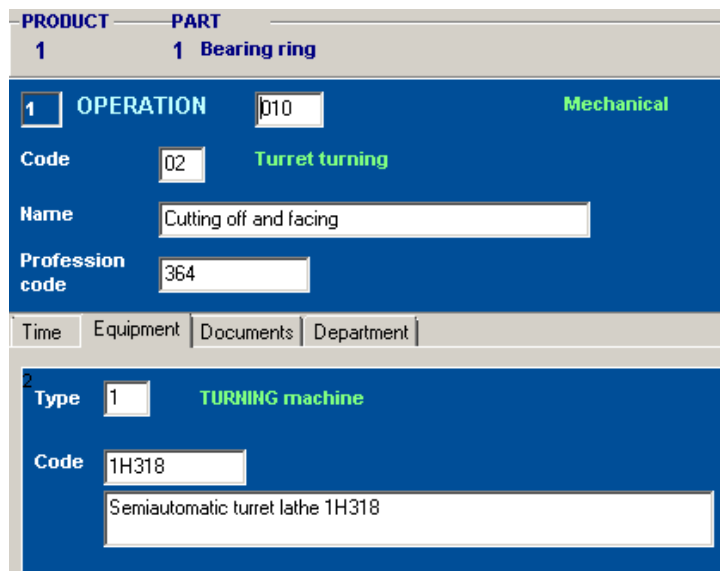 PRODUCT PART
1 1 Bearing ring
1 OPERATION 010 Mechanical
Code 02 Turret turning
Name Cutting off and facing
Profession
code 364
Time Equipment Documents Department
2
Type 1 TURNING machine
Code 1H318
Semiautomatic turret lathe 1H318